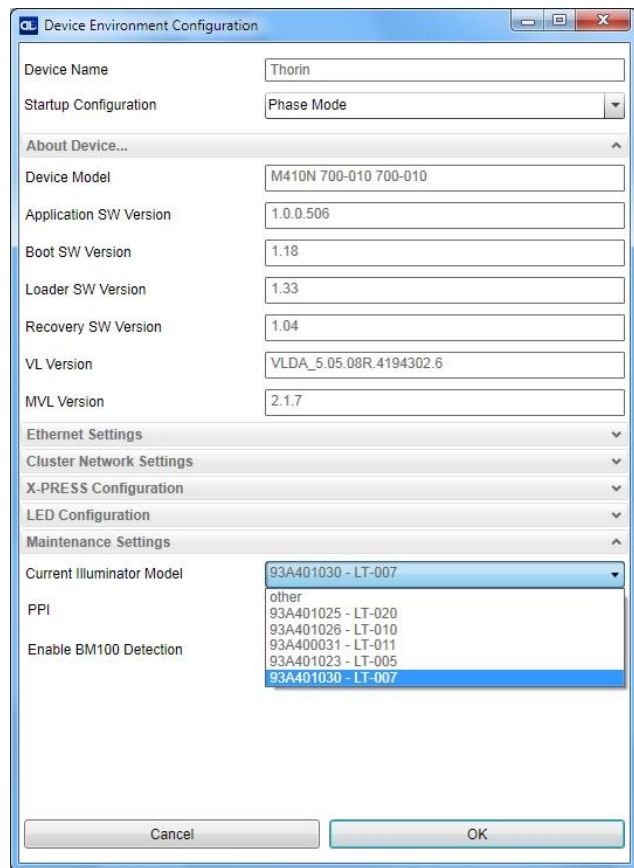 DL Device Environment Configuration
Device Name Thorin
Startup Configuration Phase Mode
About Device...
Device Model M410N 700-010 700-010
Application SW Version 1.0.0.506
Boot SW Version 1.18
Loader SW Version 1.33
Recovery SW Version 1.04
VL Version VLDA_5.05.08R.4194302.6
MVL Version 2.1.7
Ethernet Settings
Cluster Network Settings
X-PRESS Configuration
LED Configuration
Maintenance Settings
Current Illuminator Model 93A401030 - LT-007
other
PPI
93A401025 - LT-020
93A401026 - LT-010
Enable BM100 Detection
93A400031 - LT-011
93A401023 - LT-005
93A401030 - LT-007
Cancel OK